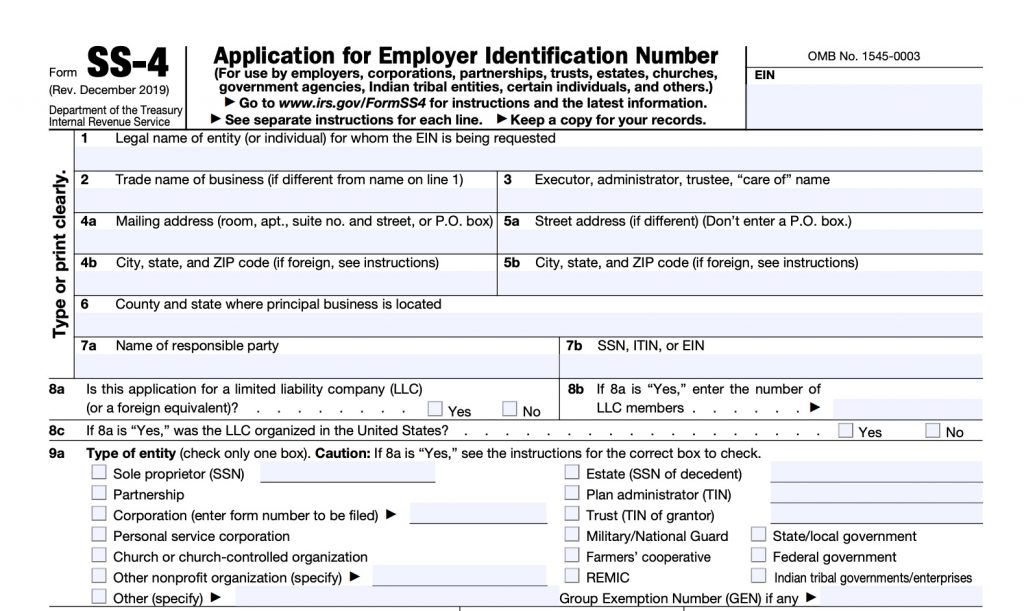 Form SS-4
(Rev. December 2019)
Department of the Treasury
Internal Revenue Service
Application for Employer Identification Number
(For use by employers, corporations, partnerships, trusts, estates, churches,
government agencies, Indian tribal entities, certain individuals, and others.)
▶ Go to www.irs.gov/FormSS4 for instructions and the latest information.
▶ See separate instructions for each line. ▶ Keep a copy for your records.
OMB No. 1545-0003
EIN
Type or print clearly.
1 Legal name of entity (or individual) for whom the EIN is being requested
2 Trade name of business (if different from name on line 1)
3 Executor, administrator, trustee, “care of” name
4a Mailing address (room, apt., suite no. and street, or P.O. box)
5a Street address (if different) (Don’t enter a P.O. box.)
4b City, state, and ZIP code (if foreign, see instructions)
5b City, state, and ZIP code (if foreign, see instructions)
6 County and state where principal business is located
7a Name of responsible party
7b SSN, ITIN, or EIN
8a Is this application for a limited liability company (LLC)
(or a foreign equivalent)? . . . . . . . . Yes No
8b If 8a is “Yes,” enter the number of
LLC members . . . . . . ▶
8c If 8a is “Yes,” was the LLC organized in the United States? . . . . . . . . . . . . . . . . . . Yes No
9a Type of entity (check only one box). Caution: If 8a is “Yes,” see the instructions for the correct box to check.
Sole proprietor (SSN)
Partnership
Corporation (enter form number to be filed) ▶
Personal service corporation
Church or church-controlled organization
Other nonprofit organization (specify) ▶
Other (specify) ▶
Estate (SSN of decedent)
Plan administrator (TIN)
Trust (TIN of grantor)
Military/National Guard
Farmers’ cooperative
REMIC
State/local government
Federal government
Indian tribal governments/enterprises
Group Exemption Number (GEN) if any ▶